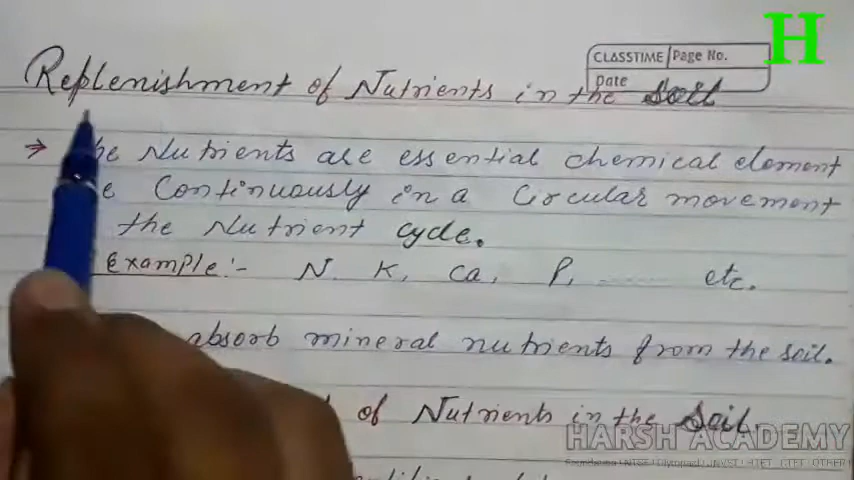 H
CLASSTIME Page No.
Date
Replenishment of Nutrients in the Soil
→ he Nutrients are essential chemical element
e Continuously in a Circular movement
the Nutrient cycle.
Example:- N. K, Ca, P, ........ etc.
absorb mineral nutrients from the soil.
of Nutrients in the Soil.
HARSH ACADEMY